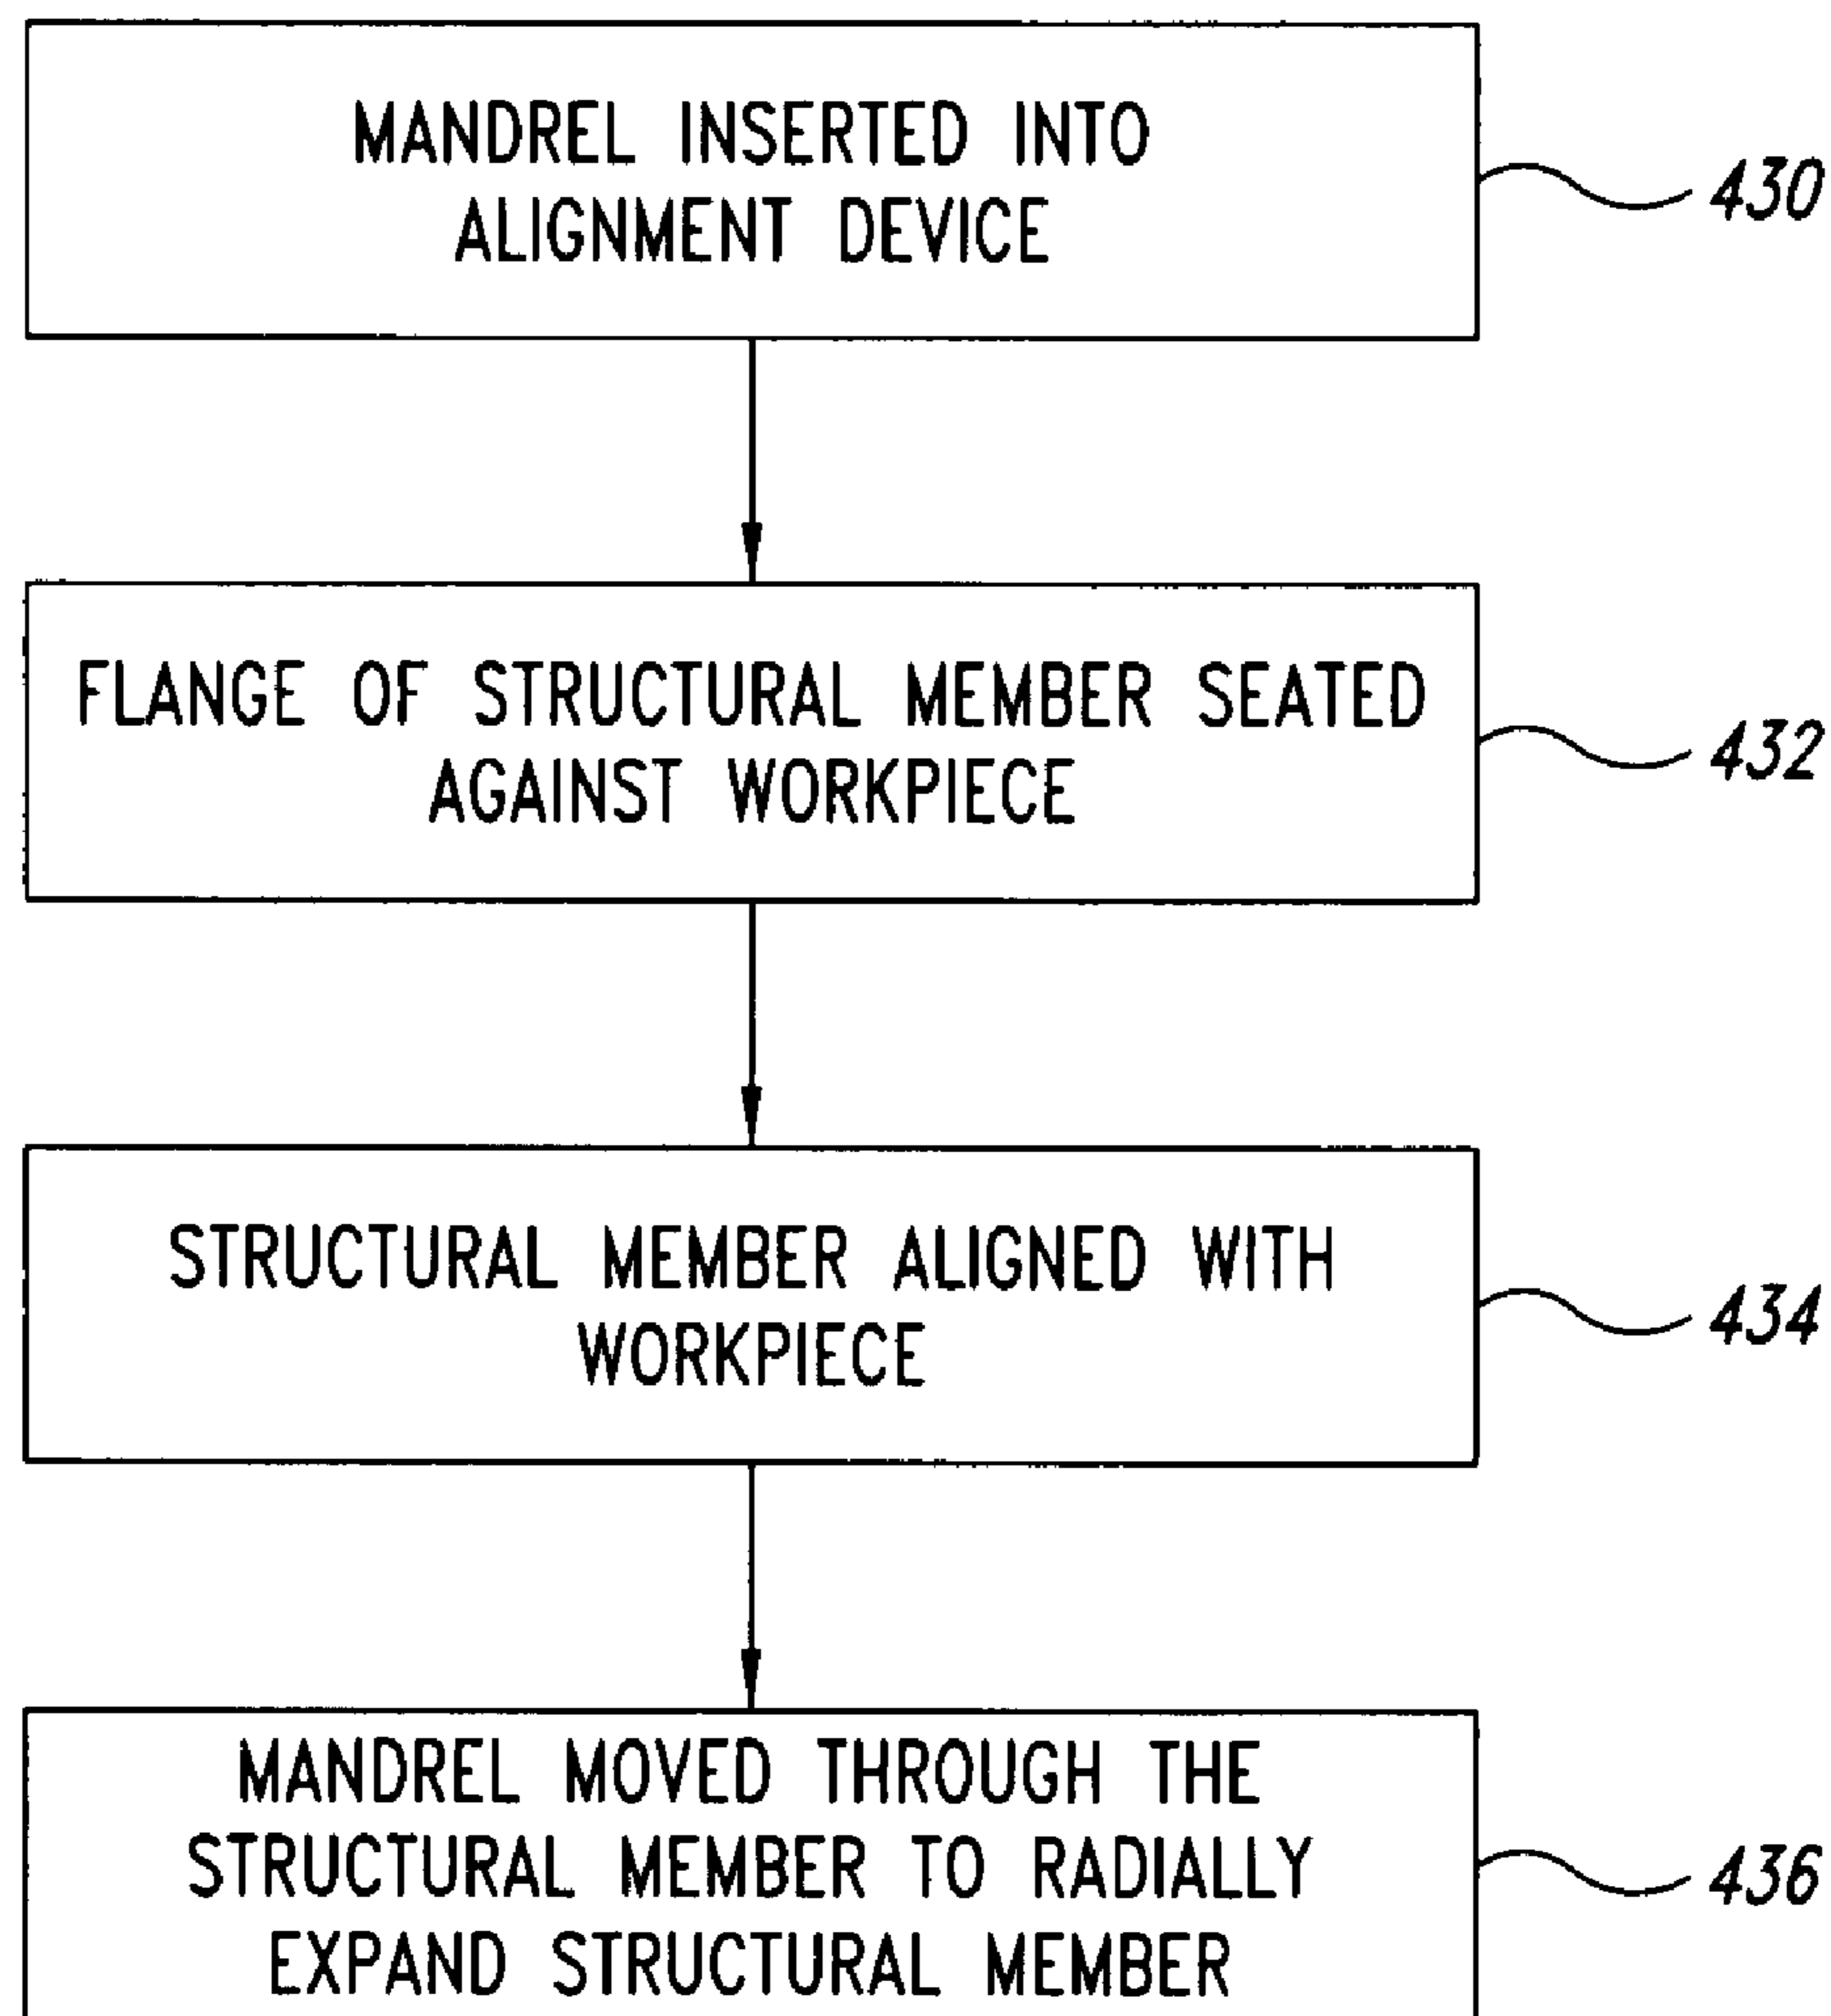 MANDREL INSERTED INTO
ALIGNMENT DEVICE
430
FLANGE OF STRUCTURAL MEMBER SEATED
AGAINST WORKPIECE
432
STRUCTURAL MEMBER ALIGNED WITH
WORKPIECE
434
MANDREL MOVED THROUGH THE
STRUCTURAL MEMBER TO RADIALLY
EXPAND STRUCTURAL MEMBER
436